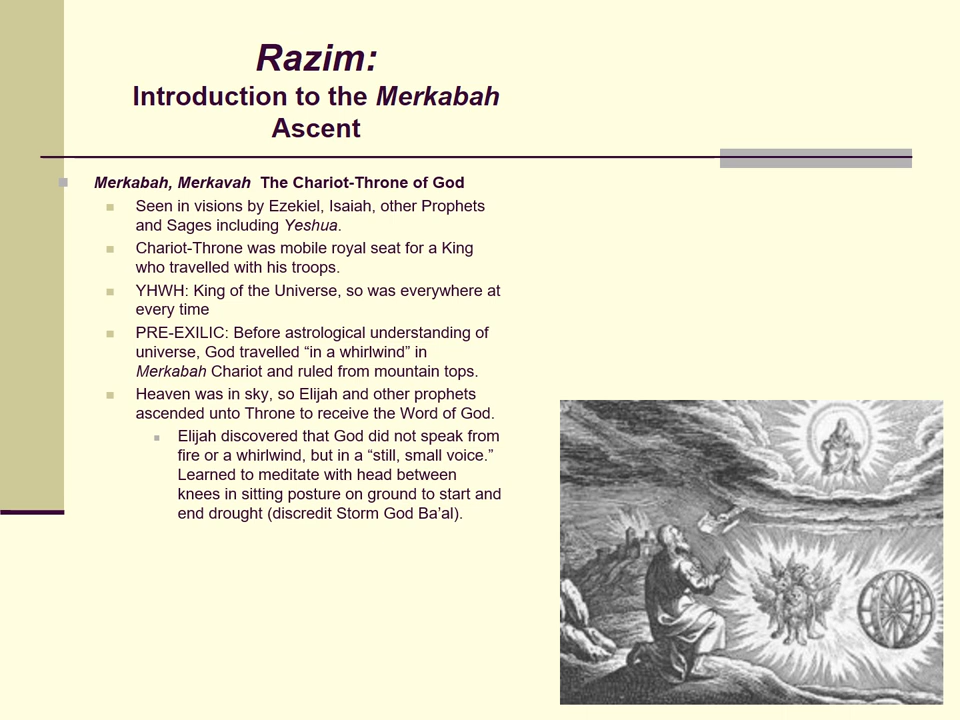 Razim:
Introduction to the Merkabah
Ascent
Merkabah, Merkavah The Chariot-Throne of God
Seen in visions by Ezekiel, Isaiah, other Prophets
and Sages including Yeshua.
Chariot-Throne was mobile royal seat for a King
who travelled with his troops.
YHWH: King of the Universe, so was everywhere at
every time
PRE-EXILIC: Before astrological understanding of
universe, God travelled “in a whirlwind” in
Merkabah Chariot and ruled from mountain tops.
Heaven was in sky, so Elijah and other prophets
ascended unto Throne to receive the Word of God.
Elijah discovered that God did not speak from
fire or a whirlwind, but in a “still, small voice.”
Learned to meditate with head between
knees in sitting posture on ground to start and
end drought (discredit Storm God Ba’al).